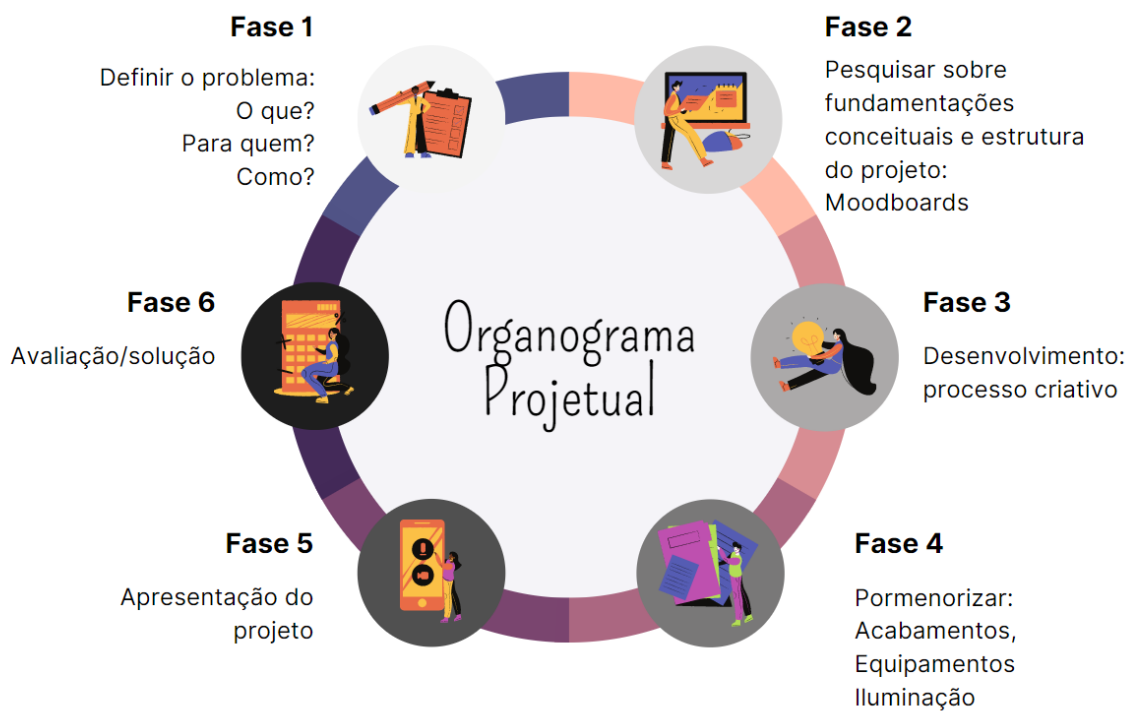 Fase 1
Definir o problema:
O que?
Para quem?
Como?
Fase 2
Pesquisar sobre
fundamentações
conceituais e estrutura
do projeto:
Moodboards
Fase 3
Desenvolvimento:
processo criativo
Fase 4
Pormenorizar:
Acabamentos,
Equipamentos
Iluminação
Fase 5
Apresentação do
projeto
Fase 6
Avaliação/solução
Organograma
Projetual